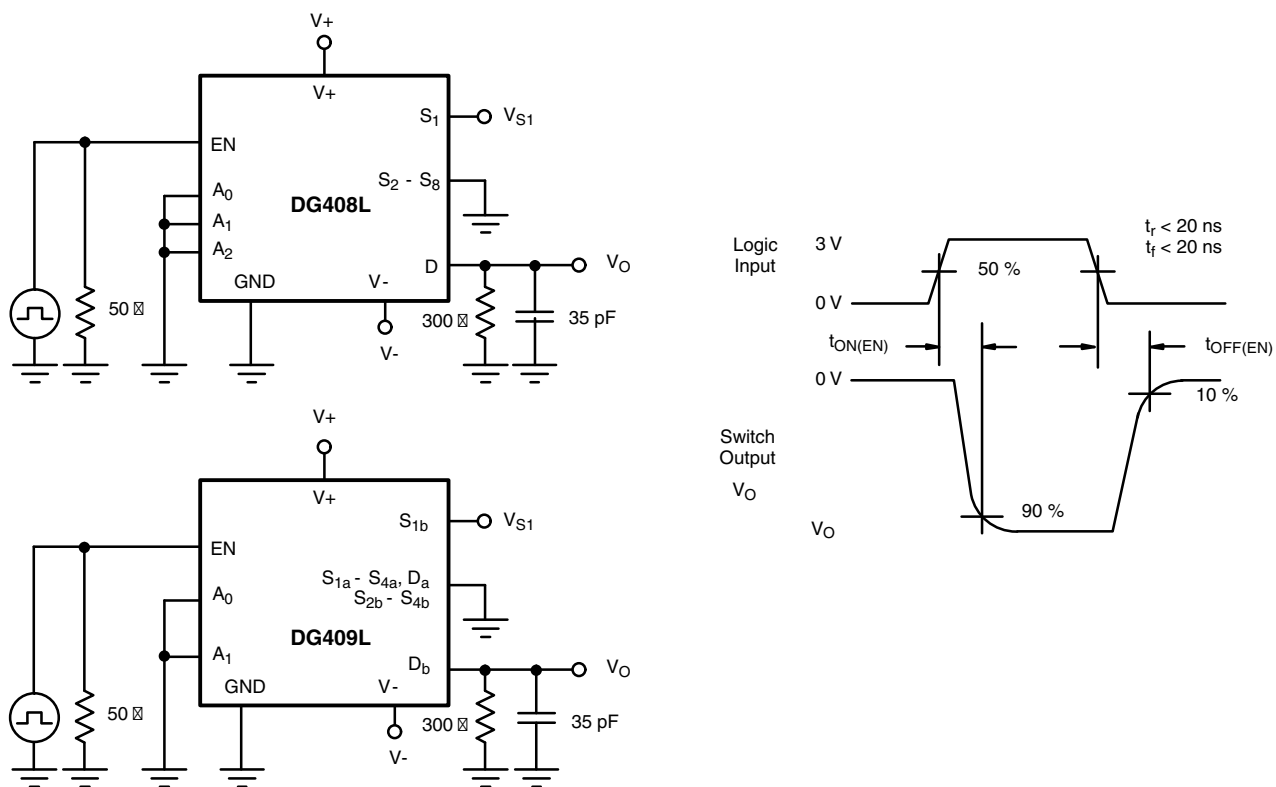 V+
V+
S1
VS1
EN
A0
S2 - S8
DG408L
A1
A2
D
VO
GND
V-
50
300
35 pF
V-
V+
V+
S1b
VS1
EN
S1a - S4a, Da
S2b - S4b
A0
DG409L
A1
Db
VO
GND
V-
50
300
35 pF
V-
Logic
Input
3 V
50 %
tr < 20 ns
tf < 20 ns
0 V
tON(EN)
tOFF(EN)
0 V
10 %
Switch
Output
VO
90 %
VO